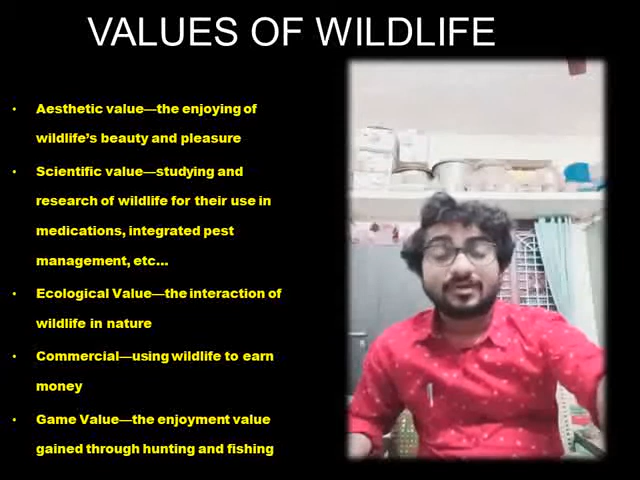 VALUES OF WILDLIFE
• Aesthetic value—the enjoying of
wildlife's beauty and pleasure
• Scientific value—studying and
research of wildlife for their use in
medications, integrated pest
management, etc...
• Ecological Value—the interaction of
wildlife in nature
• Commercial—using wildlife to earn
money
• Game Value—the enjoyment value
gained through hunting and fishing